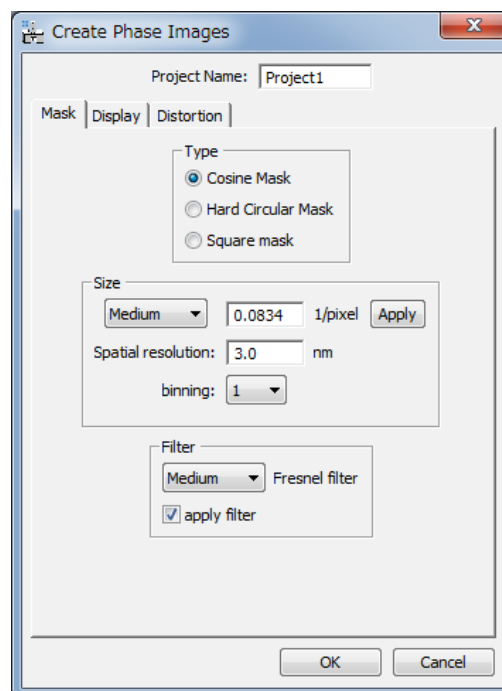 Create Phase Images
Project Name: Project1
Mask Display Distortion
Type
Cosine Mask
Hard Circular Mask
Square mask
Size
Medium 0.0834 1/pixel Apply
Spatial resolution: 3.0 nm
binning: 1
Filter
Medium Fresnel filter
apply filter
OK Cancel